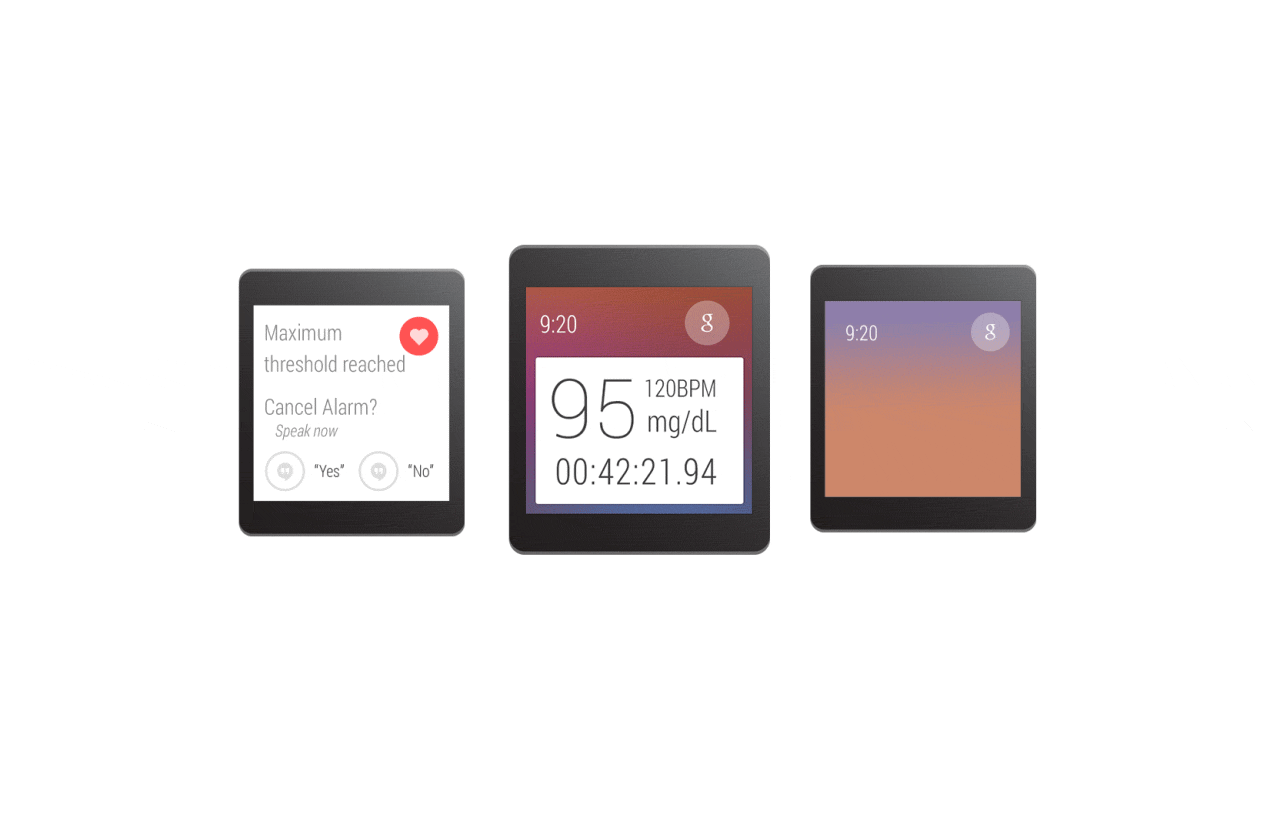 Maximum
threshold reached
Cancel Alarm?
Speak now
“Yes” “No”
9:20 g
95 120BPM
mg/dL
00:42:21.94
9:20 g